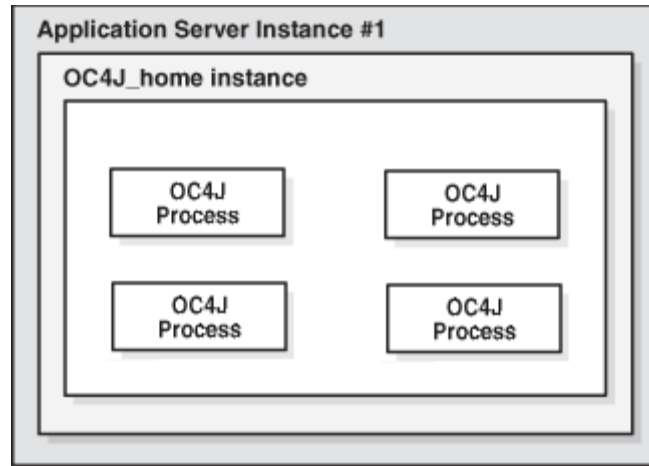 Application Server Instance #1
OC4J_home instance
OC4J
Process
OC4J
Process
OC4J
Process
OC4J
Process